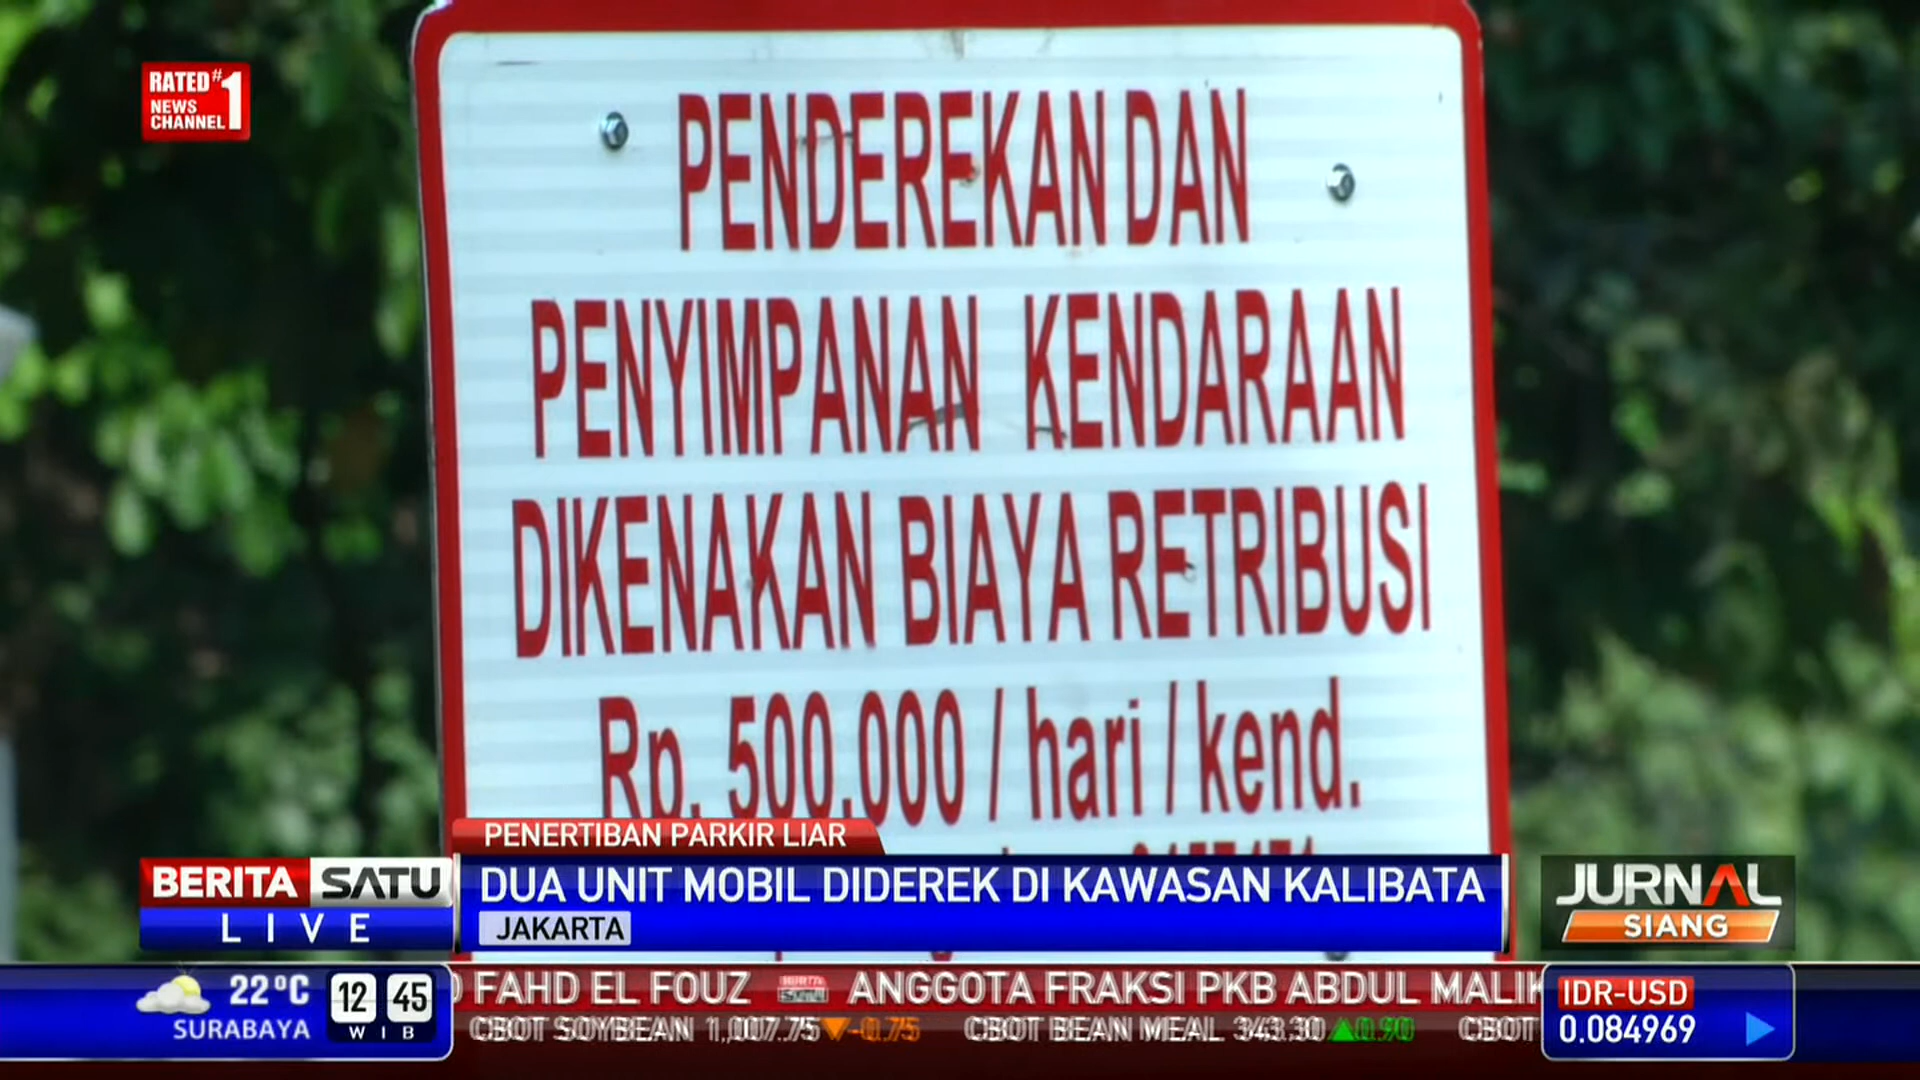 RATED #1
NEWS
CHANNEL
PENDEREKAN DAN
PENYIMPANAN KENDARAAN
DIKENAKAN BIAYA RETRIBUSI
Rp. 500.000 / hari / kend.
PENERTIBAN PARKIR LIAR
BERITA SATU
LIVE
DUA UNIT MOBIL DIDEREK DI KAWASAN KALIBATA
JAKARTA
JURNAL
SIANG
22°C
SURABAYA
12 45
WIB
FAHD EL FOUZ
ANGGOTA FRAKSI PKB ABDUL MALIK
CBOT SOYBEAN 1,007.75 ▼-0.75 CBOT BEAN MEAL 343.30 ▲0.90 CBOT
IDR-USD
0.084969